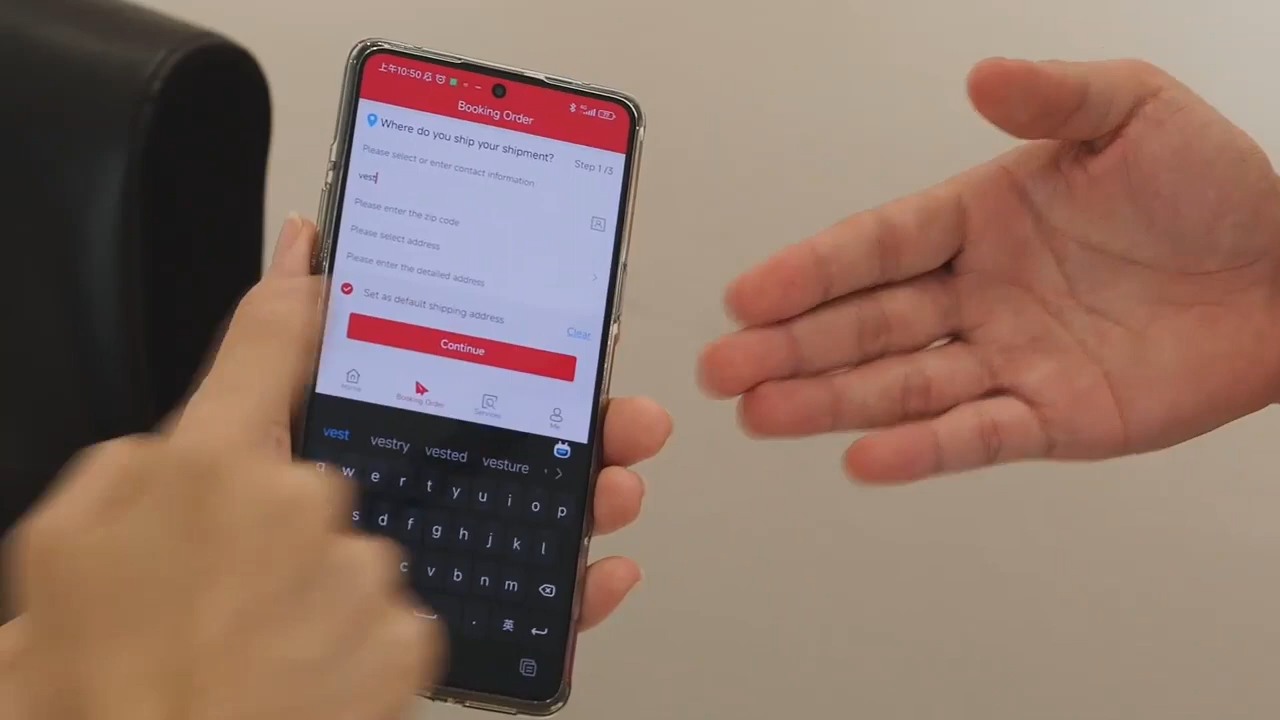 上午10:50
Booking Order
Where do you ship your shipment?
Step 1/3
Please select or enter contact information
vest
Please enter the zip code
Please select address
Please enter the detailed address
Set as default shipping address
Clear
Continue
Home Booking Order Services Me
vest vestry vested vesture
q w e r t y u i o p
s d f g h j k l
c v b n m
. 英